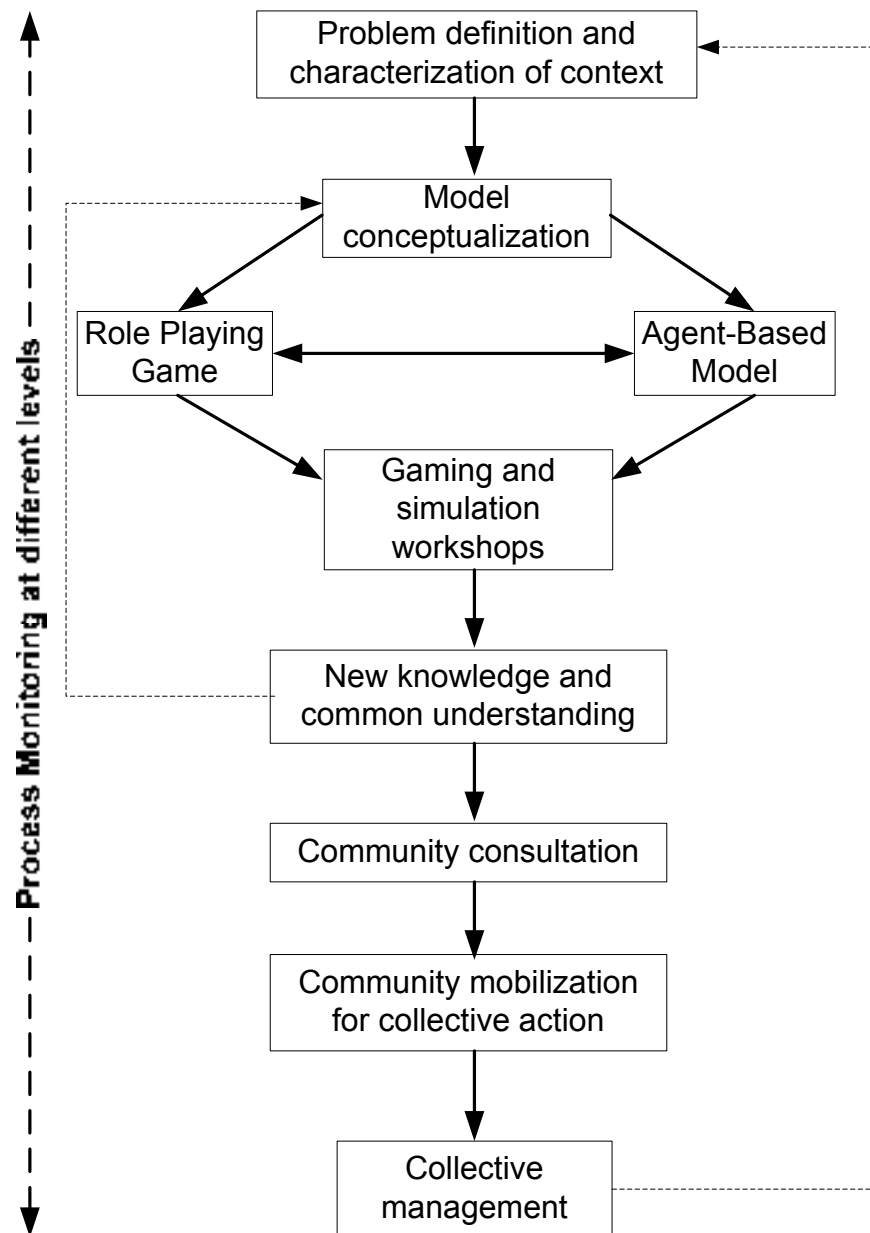 Problem definition and
characterization of context
Model
conceptualization
Role Playing
Game
Agent-Based
Model
Gaming and
simulation
workshops
New knowledge and
common understanding
Community consultation
Community mobilization
for collective action
Collective
management
Process Monitoring at different levels